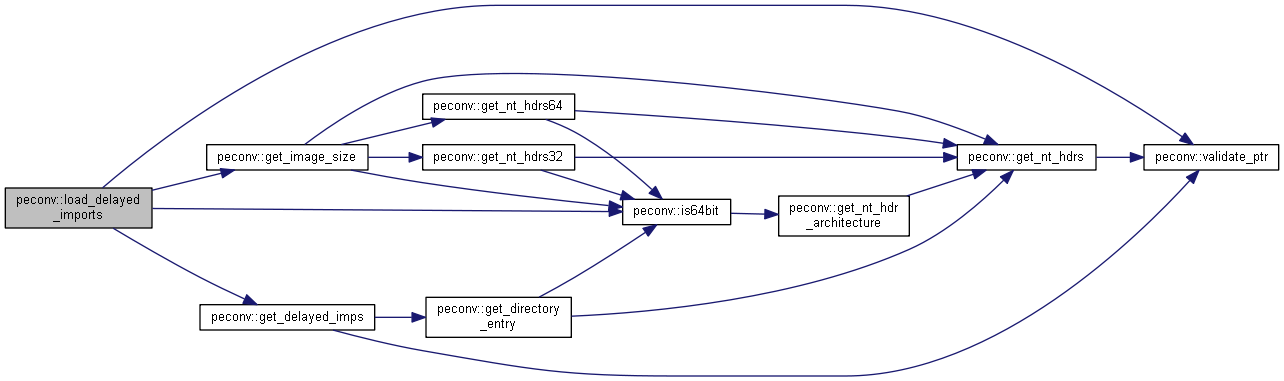 peconv::load_delayed
_imports
peconv::get_image_size
peconv::get_delayed_imps
peconv::get_nt_hdrs64
peconv::get_nt_hdrs32
peconv::get_directory
_entry
peconv::is64bit
peconv::get_nt_hdr
_architecture
peconv::get_nt_hdrs
peconv::validate_ptr